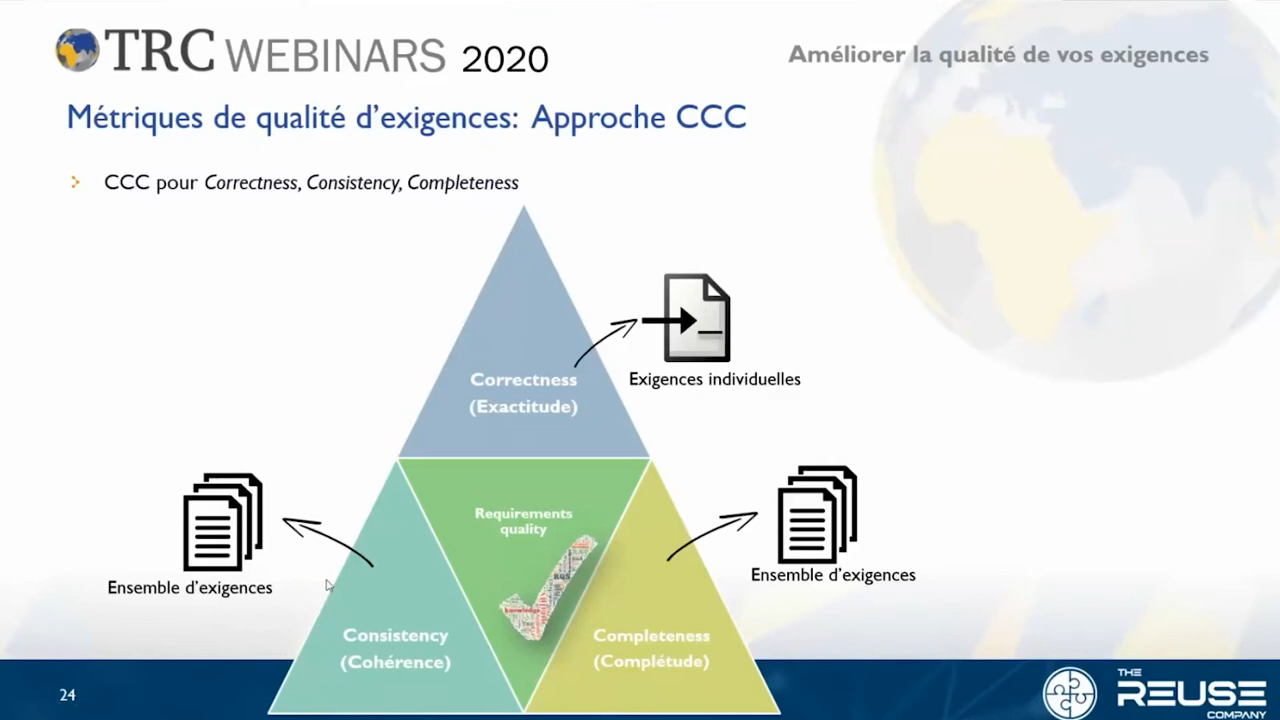 TRC WEBINARS 2020
Améliorer la qualité de vos exigences
Métriques de qualité d’exigences: Approche CCC
CCC pour Correctness, Consistency, Completeness
Correctness
(Exactitude)
Exigences individuelles
Requirements
quality
Ensemble d’exigences
Ensemble d’exigences
Consistency
(Cohérence)
Completeness
(Complétude)
24
THE
REUSE
COMPANY